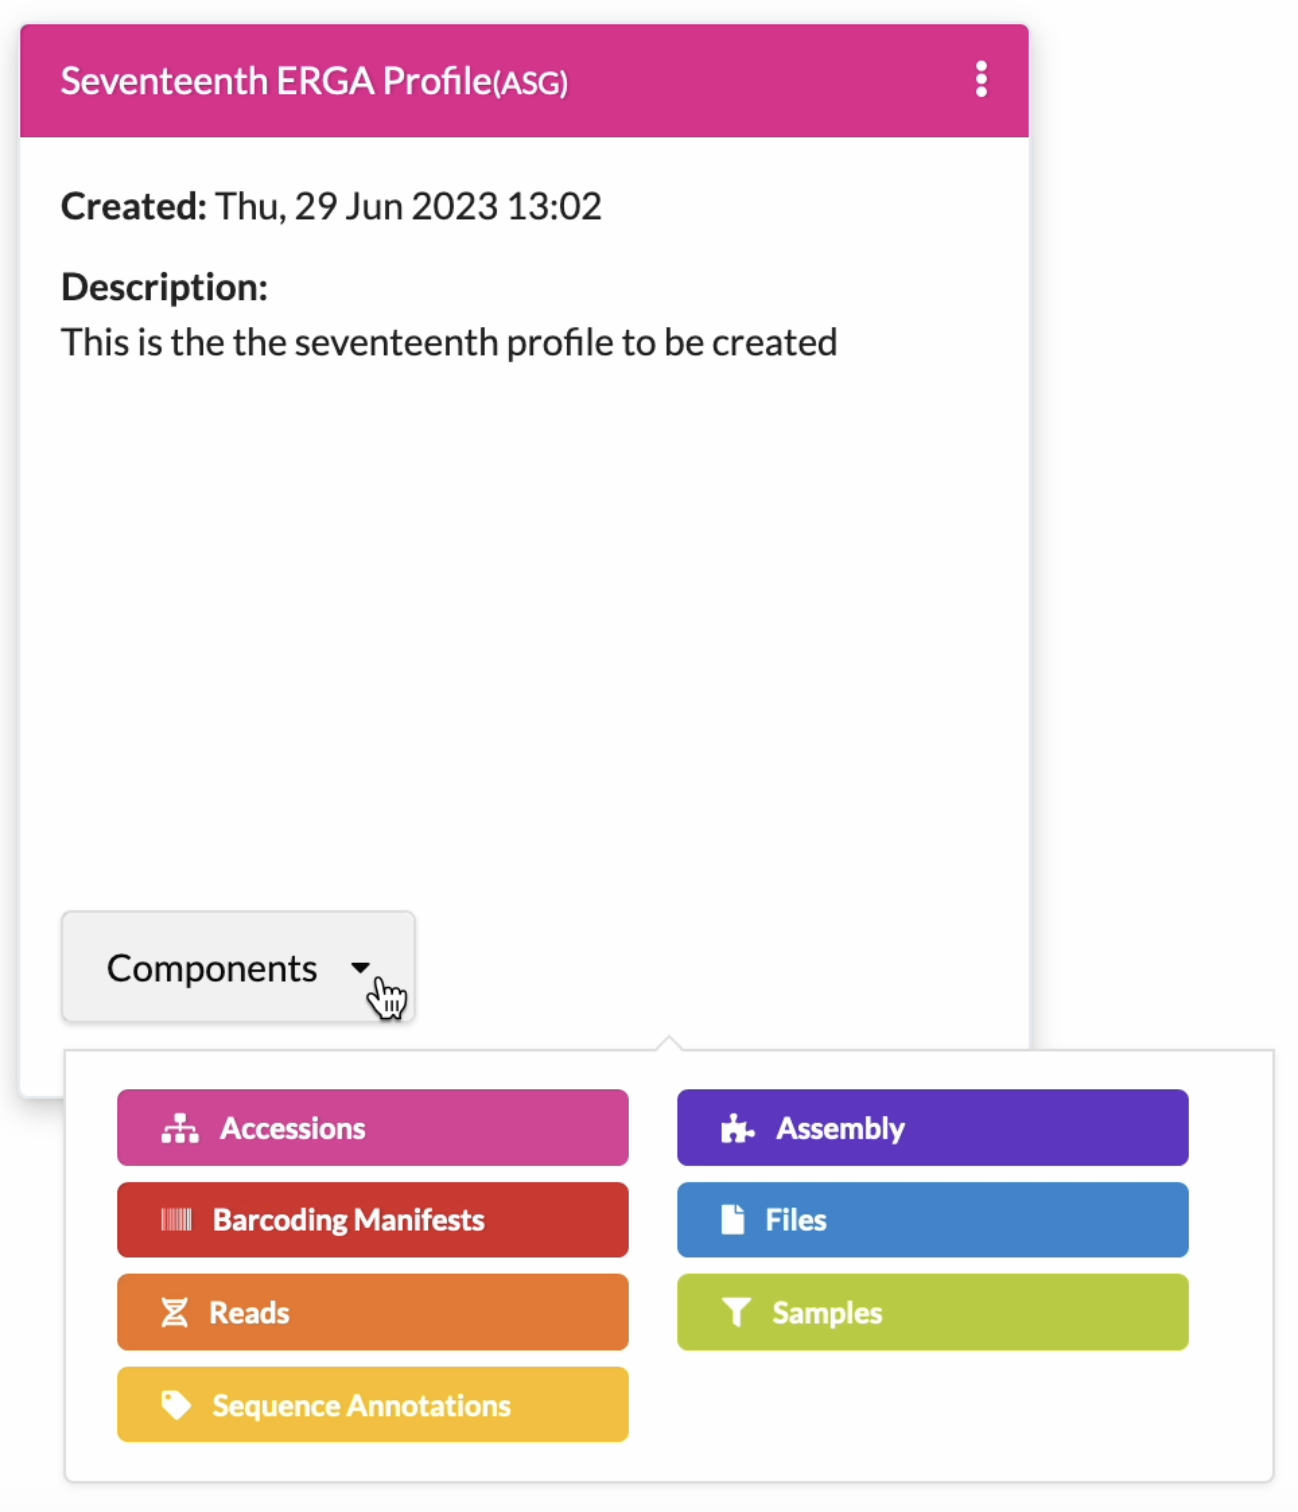 Seventeenth ERGA Profile(ASG)
Created: Thu, 29 Jun 2023 13:02
Description:
This is the the seventeenth profile to be created
Components
Accessions
Assembly
Barcoding Manifests
Files
Reads
Samples
Sequence Annotations